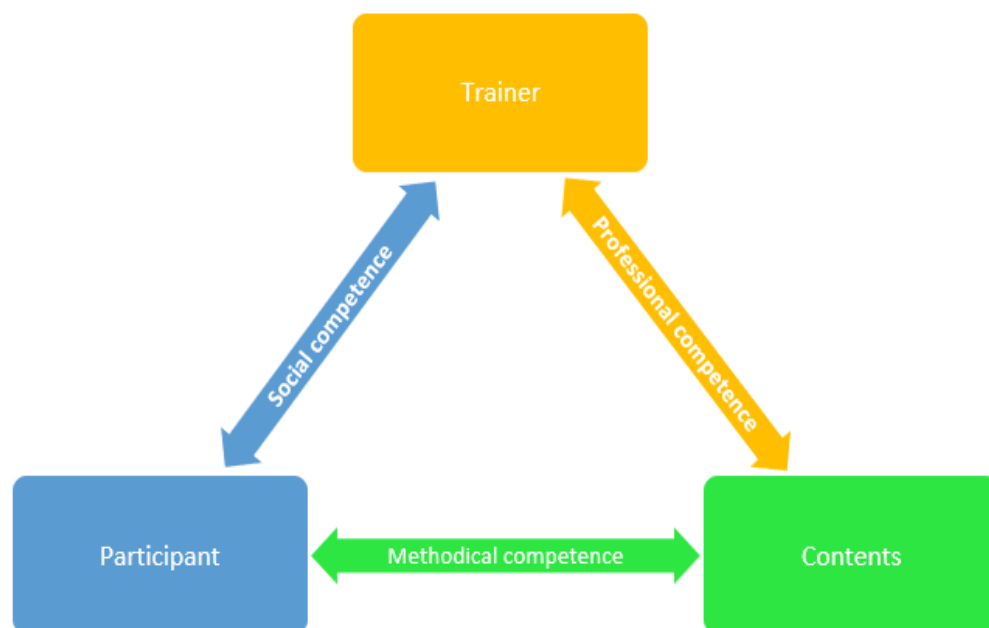 Trainer
Social competence
Professional competence
Participant
Methodical competence
Contents